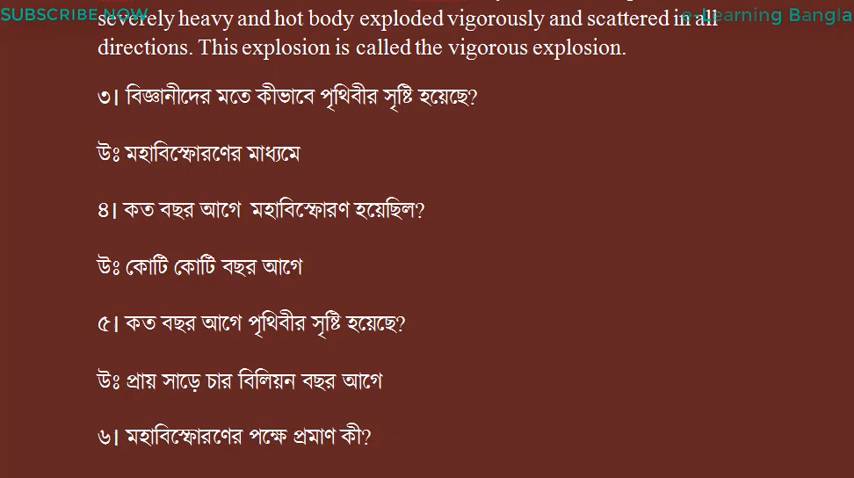 SUBSCRIBE NOW
e-Learning Bangla
severely heavy and hot body exploded vigorously and scattered in all
directions. This explosion is called the vigorous explosion.
৩। বিজ্ঞানীদের মতে কীভাবে পৃথিবীর সৃষ্টি হয়েছে?
উঃ মহাবিস্ফোরণের মাধ্যমে
৪। কত বছর আগে মহাবিস্ফোরণ হয়েছিল?
উঃ কোটি কোটি বছর আগে
৫। কত বছর আগে পৃথিবীর সৃষ্টি হয়েছে?
উঃ প্রায় সাড়ে চার বিলিয়ন বছর আগে
৬। মহাবিস্ফোরণের পক্ষে প্রমাণ কী?